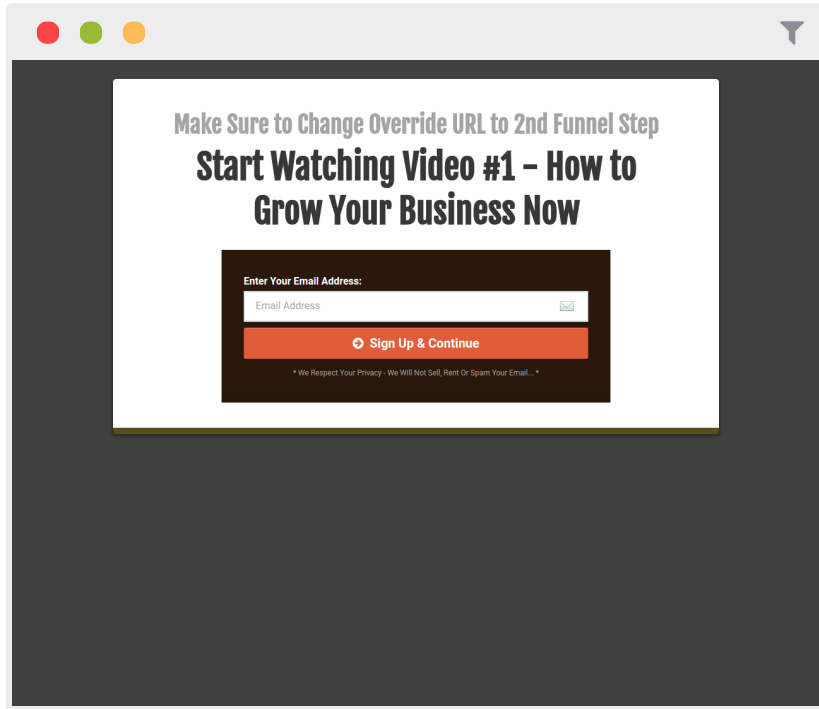 Make Sure to Change Override URL to 2nd Funnel Step
Start Watching Video #1 – How to
Grow Your Business Now
Enter Your Email Address:
Email Address
Sign Up & Continue
* We Respect Your Privacy - We Will Not Sell, Rent Or Spam Your Email... *